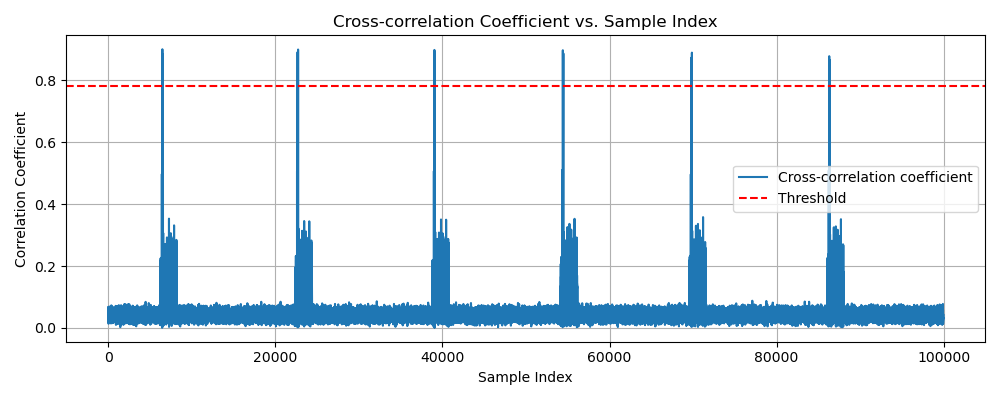 Cross-correlation Coefficient vs. Sample Index
Correlation Coefficient
0.8
0.6
0.4
0.2
0.0
Cross-correlation coefficient
Threshold
0 20000 40000 60000 80000 100000
Sample Index